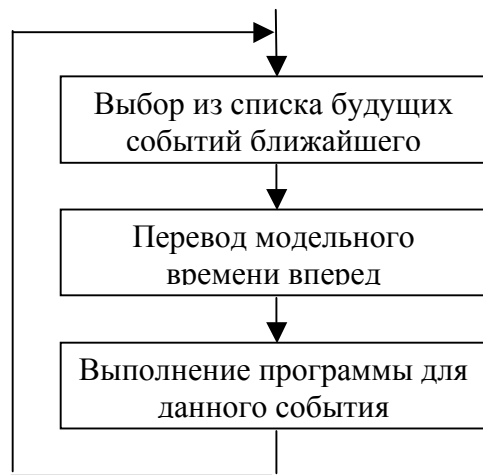 Выбор из списка будущих
событий ближайшего
Перевод модельного
времени вперед
Выполнение программы для
данного события